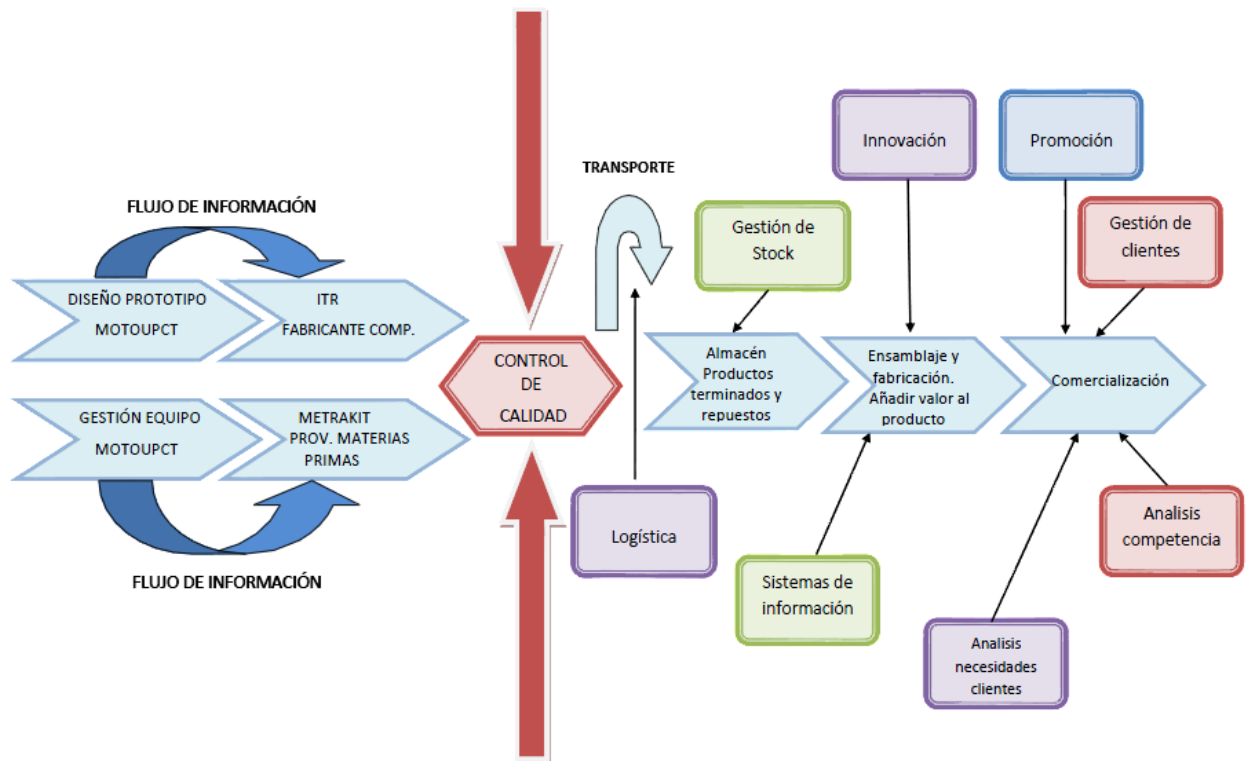 FLUJO DE INFORMACIÓN
DISEÑO PROTOTIPO
MOTOUPCT
ITR
FABRICANTE COMP.
GESTIÓN EQUIPO
MOTOUPCT
METRAKIT
PROV. MATERIAS
PRIMAS
FLUJO DE INFORMACIÓN
CONTROL
DE
CALIDAD
TRANSPORTE
Logística
Gestión de
Stock
Almacén
Productos
terminados y
repuestos
Innovación
Ensamblaje y
fabricación.
Añadir valor al
producto
Sistemas de
información
Promoción
Gestión de
clientes
Comercialización
Analisis
competencia
Analisis
necesidades
clientes